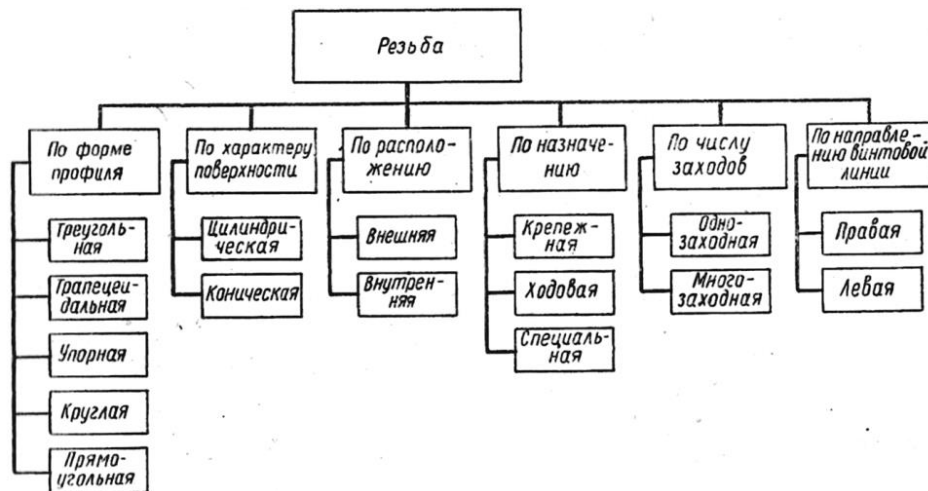 Резьба
По форме
профиля
Треуголь-
ная
Трапецеи-
дальная
Упорная
Круглая
Прямо-
угольная
По характеру
поверхности
Цилиндри-
ческая
Коническая
По располо-
жению
Внешняя
Внутрен-
няя
По назначе-
нию
Крепеж-
ная
Ходовая
Специаль-
ная
По числу
заходов
Одно-
заходная
Много-
заходная
По направле-
нию винтовой
линии
Правая
Левая